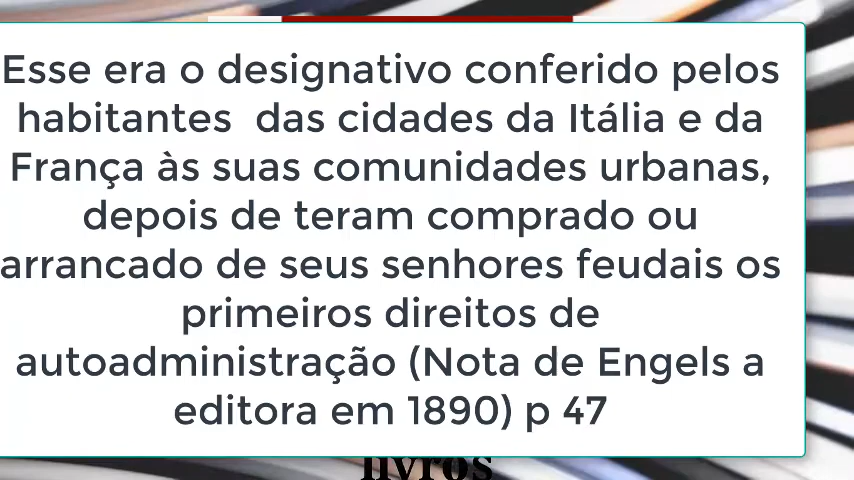 Esse era o designativo conferido pelos
habitantes  das cidades da Itália e da
França às suas comunidades urbanas,
depois de teram comprado ou
arrancado de seus senhores feudais os
primeiros direitos de
autoadministração (Nota de Engels a
editora em 1890) p 47
livros